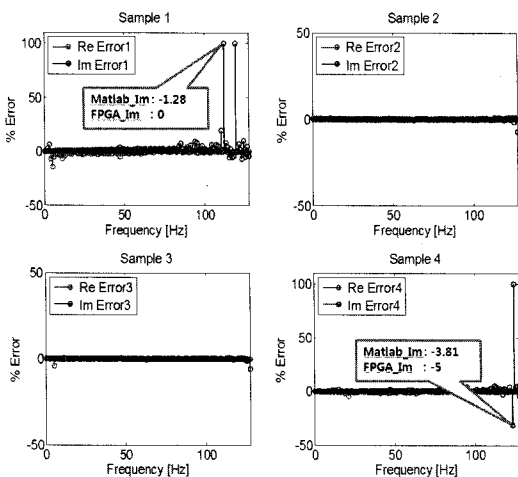 Sample 1
100
50
0
-50
% Error
Re Error1
Im Error1
Matlab_Im: -1.28
FPGA_Im : 0
0
50
100
Frequency [Hz]
Sample 2
50
0
-50
% Error
Re Error2
Im Error2
0
50
100
Frequency [Hz]
Sample 3
50
0
-50
% Error
Re Error3
Im Error3
0
50
100
Frequency [Hz]
Sample 4
100
50
0
-50
% Error
Re Error4
Im Error4
Matlab_Im: -3.81
FPGA_Im : -5
0
50
100
Frequency [Hz]